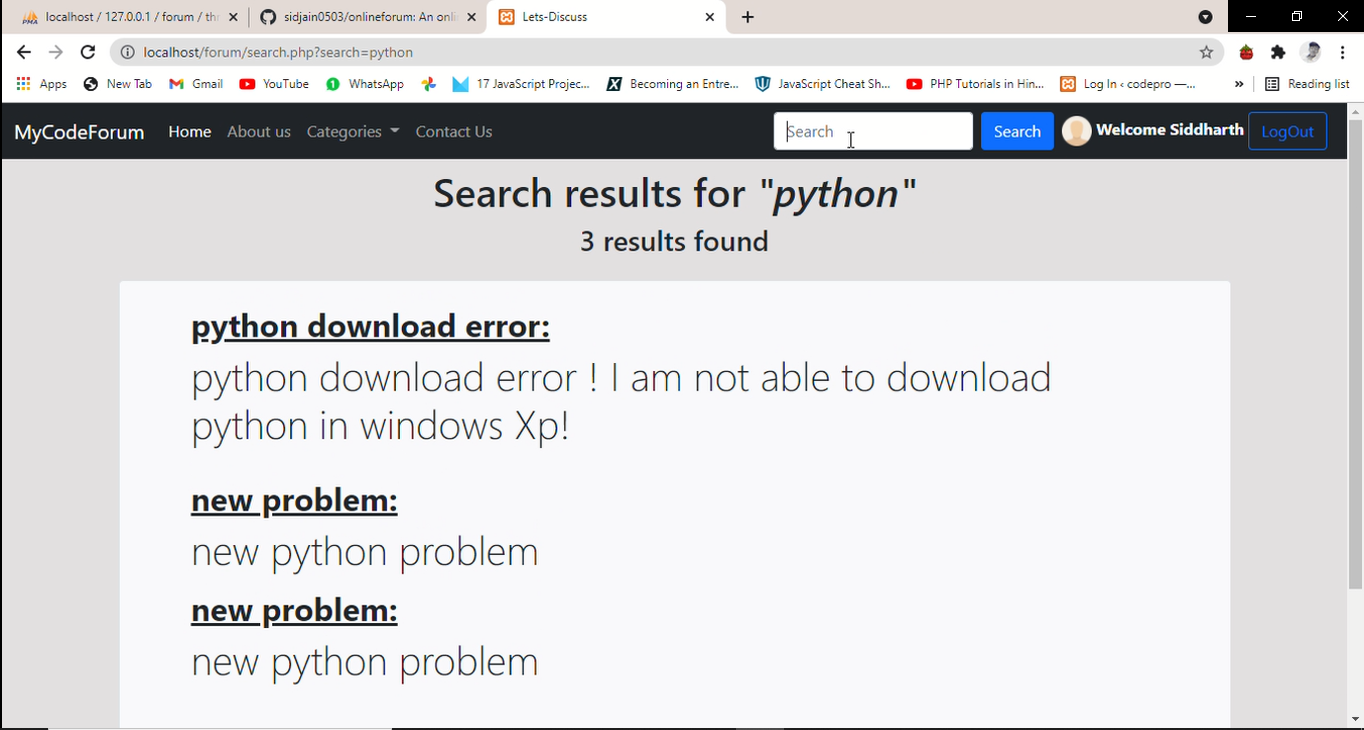 localhost / 127.0.0.1 / forum / thr
sidjain0503/onlineforum: An onli
Lets-Discuss
localhost/forum/search.php?search=python
Apps New Tab Gmail YouTube WhatsApp 17 JavaScript Projec... Becoming an Entre... JavaScript Cheat Sh... PHP Tutorials in Hin... Log In ‹ codepro —... » Reading list
MyCodeForum Home About us Categories Contact Us Search Search Welcome Siddharth LogOut
Search results for "python"
3 results found
python download error:
python download error ! I am not able to download
python in windows Xp!
new problem:
new python problem
new problem:
new python problem